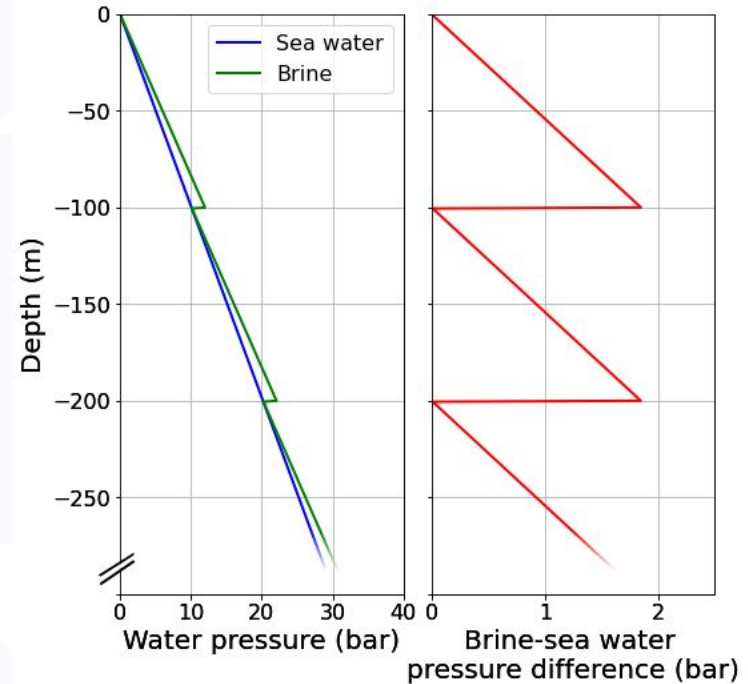 Sea water
Brine
0
−50
−100
−150
−200
−250
Depth (m)
0 10 20 30 40
Water pressure (bar)
0 1 2
Brine-sea water
pressure difference (bar)